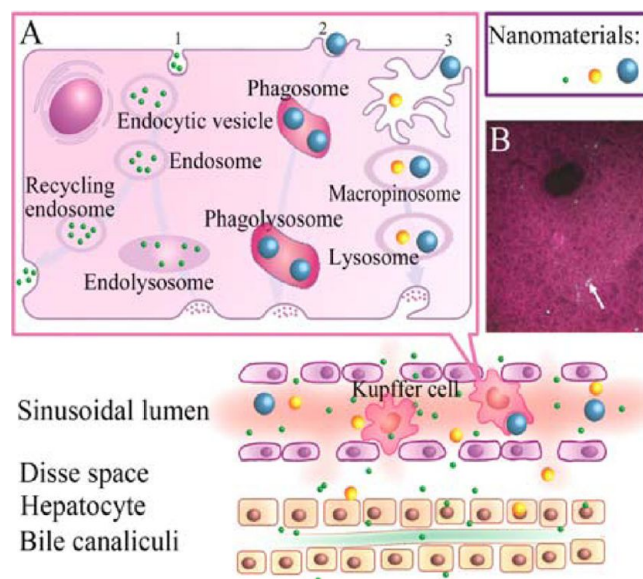 A
1
2
3
Nanomaterials:
Phagosome
Endocytic vesicle
Endosome
Recycling
endosome
Macropinosome
Phagolysosome
Lysosome
Endolysosome
B
Kupffer cell
Sinusoidal lumen
Disse space
Hepatocyte
Bile canaliculi